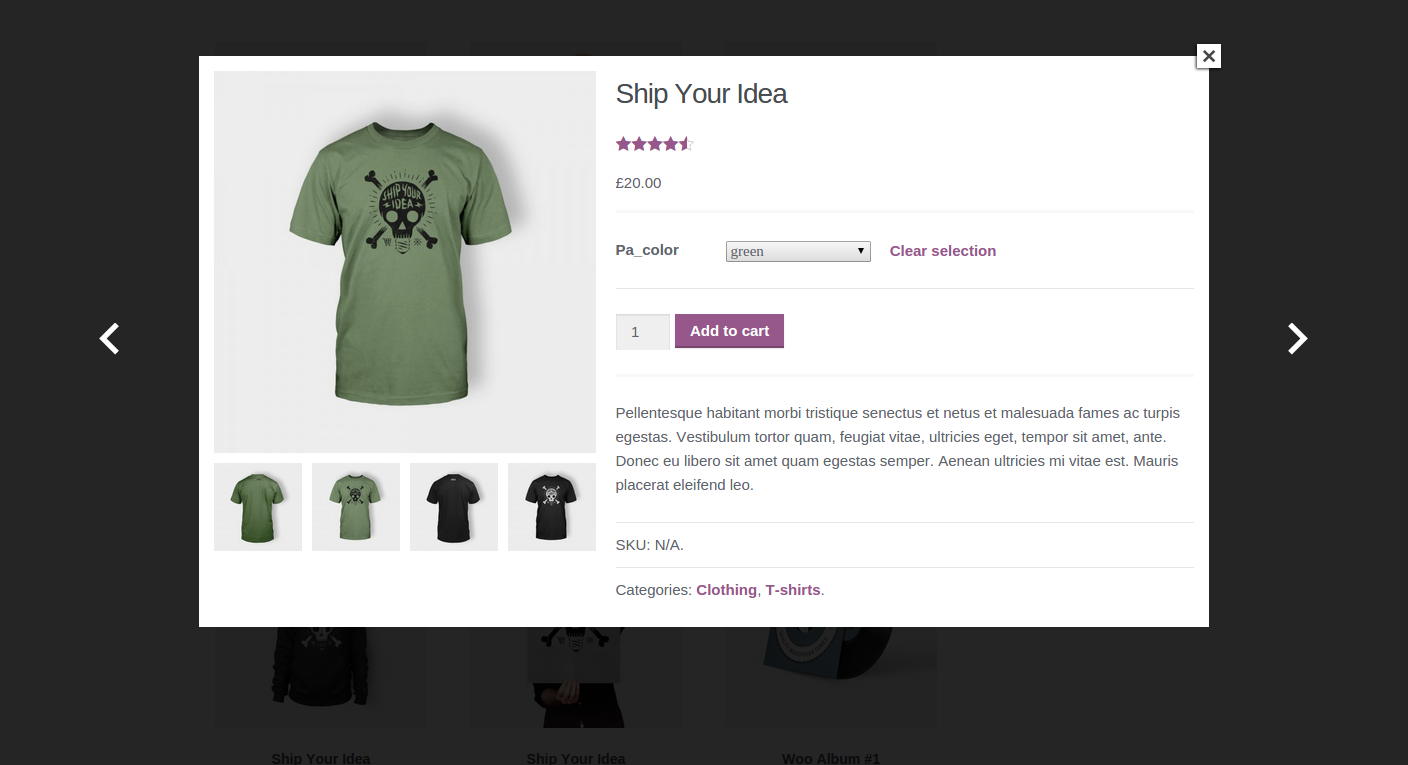 Ship Your Idea
£20.00
Pa_color green Clear selection
1 Add to cart
Pellentesque habitant morbi tristique senectus et netus et malesuada fames ac turpis
egestas. Vestibulum tortor quam, feugiat vitae, ultricies eget, tempor sit amet, ante.
Donec eu libero sit amet quam egestas semper. Aenean ultricies mi vitae est. Mauris
placerat eleifend leo.
SKU: N/A.
Categories: Clothing, T-shirts.
SHIP YOUR
IDEA
Ship Your Idea
Ship Your Idea
Woo Album #1